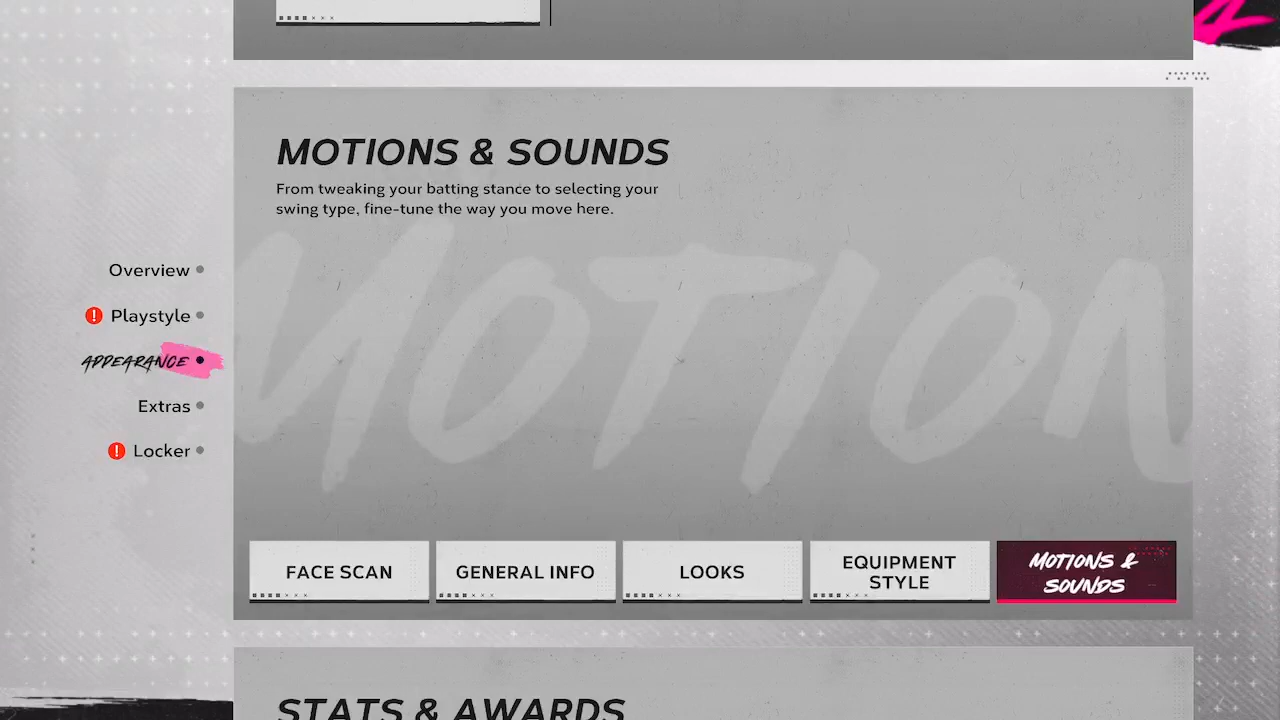 MOTIONS & SOUNDS
From tweaking your batting stance to selecting your
swing type, fine-tune the way you move here.
MOTION
Overview
! Playstyle
APPEARANCE
Extras
! Locker
FACE SCAN
GENERAL INFO
LOOKS
EQUIPMENT
STYLE
MOTIONS &
SOUNDS
STATS & AWARDS